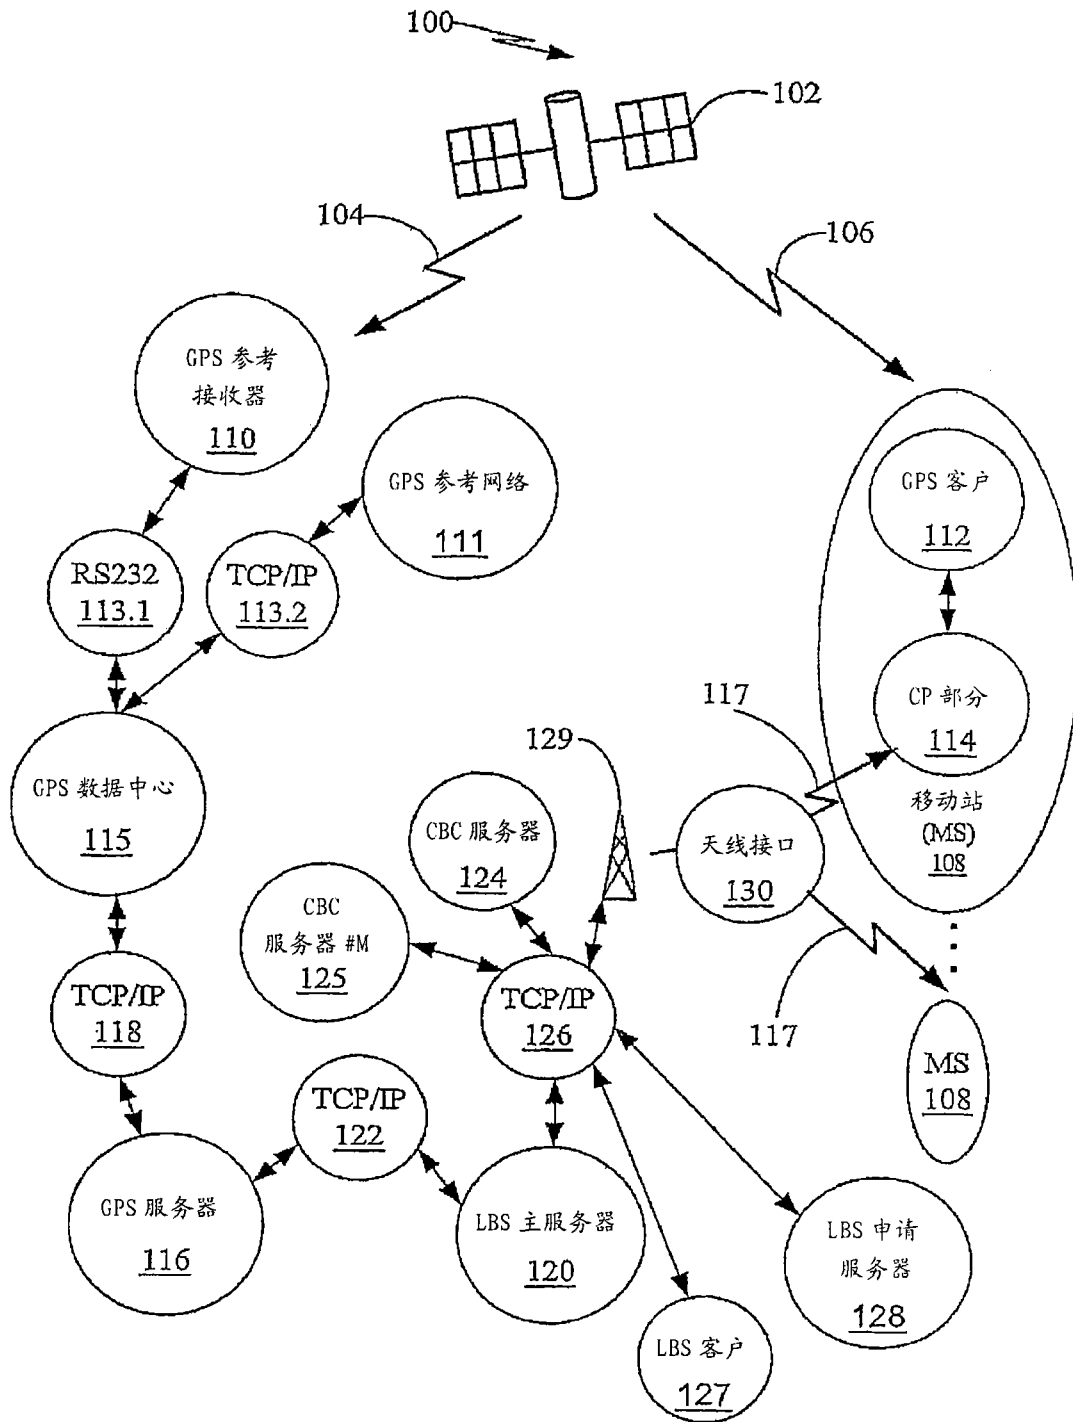 100
102
104
106
GPS 参考
接收器
110
GPS 参考网络
111
GPS 客户
112
RS232
113.1
TCP/IP
113.2
CP 部分
114
117
移动站
(MS)
108
129
GPS 数据中心
115
CBC 服务器
124
天线接口
130
CBC
服务器 #M
125
TCP/IP
118
TCP/IP
126
117
MS
108
TCP/IP
122
GPS 服务器
116
LBS 主服务器
120
LBS 申请
服务器
128
LBS 客户
127